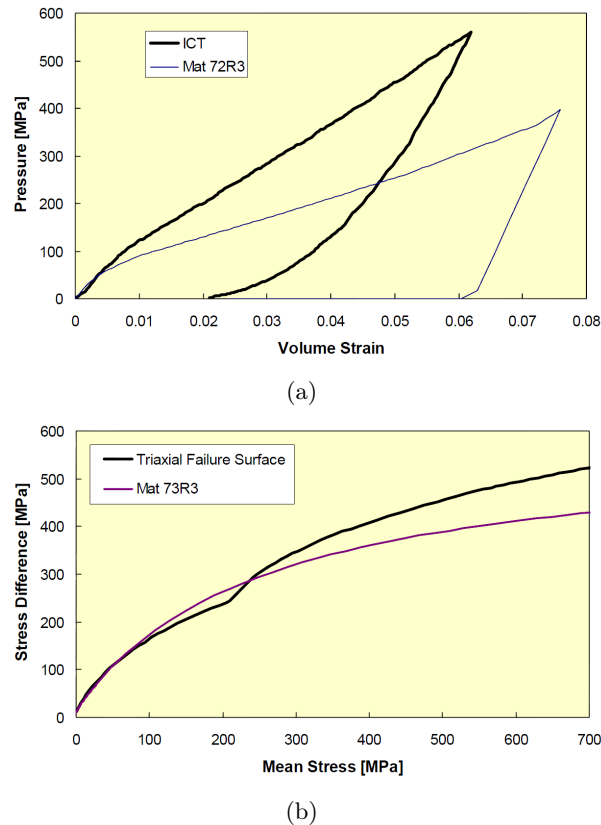 600
500
400
300
200
100
0
Pressure [MPa]
ICT
Mat 72R3
0 0.01 0.02 0.03 0.04 0.05 0.06 0.07 0.08
Volume Strain
(a)
600
500
400
300
200
100
0
Stress Difference [MPa]
Triaxial Failure Surface
Mat 73R3
0 100 200 300 400 500 600 700
Mean Stress [MPa]
(b)